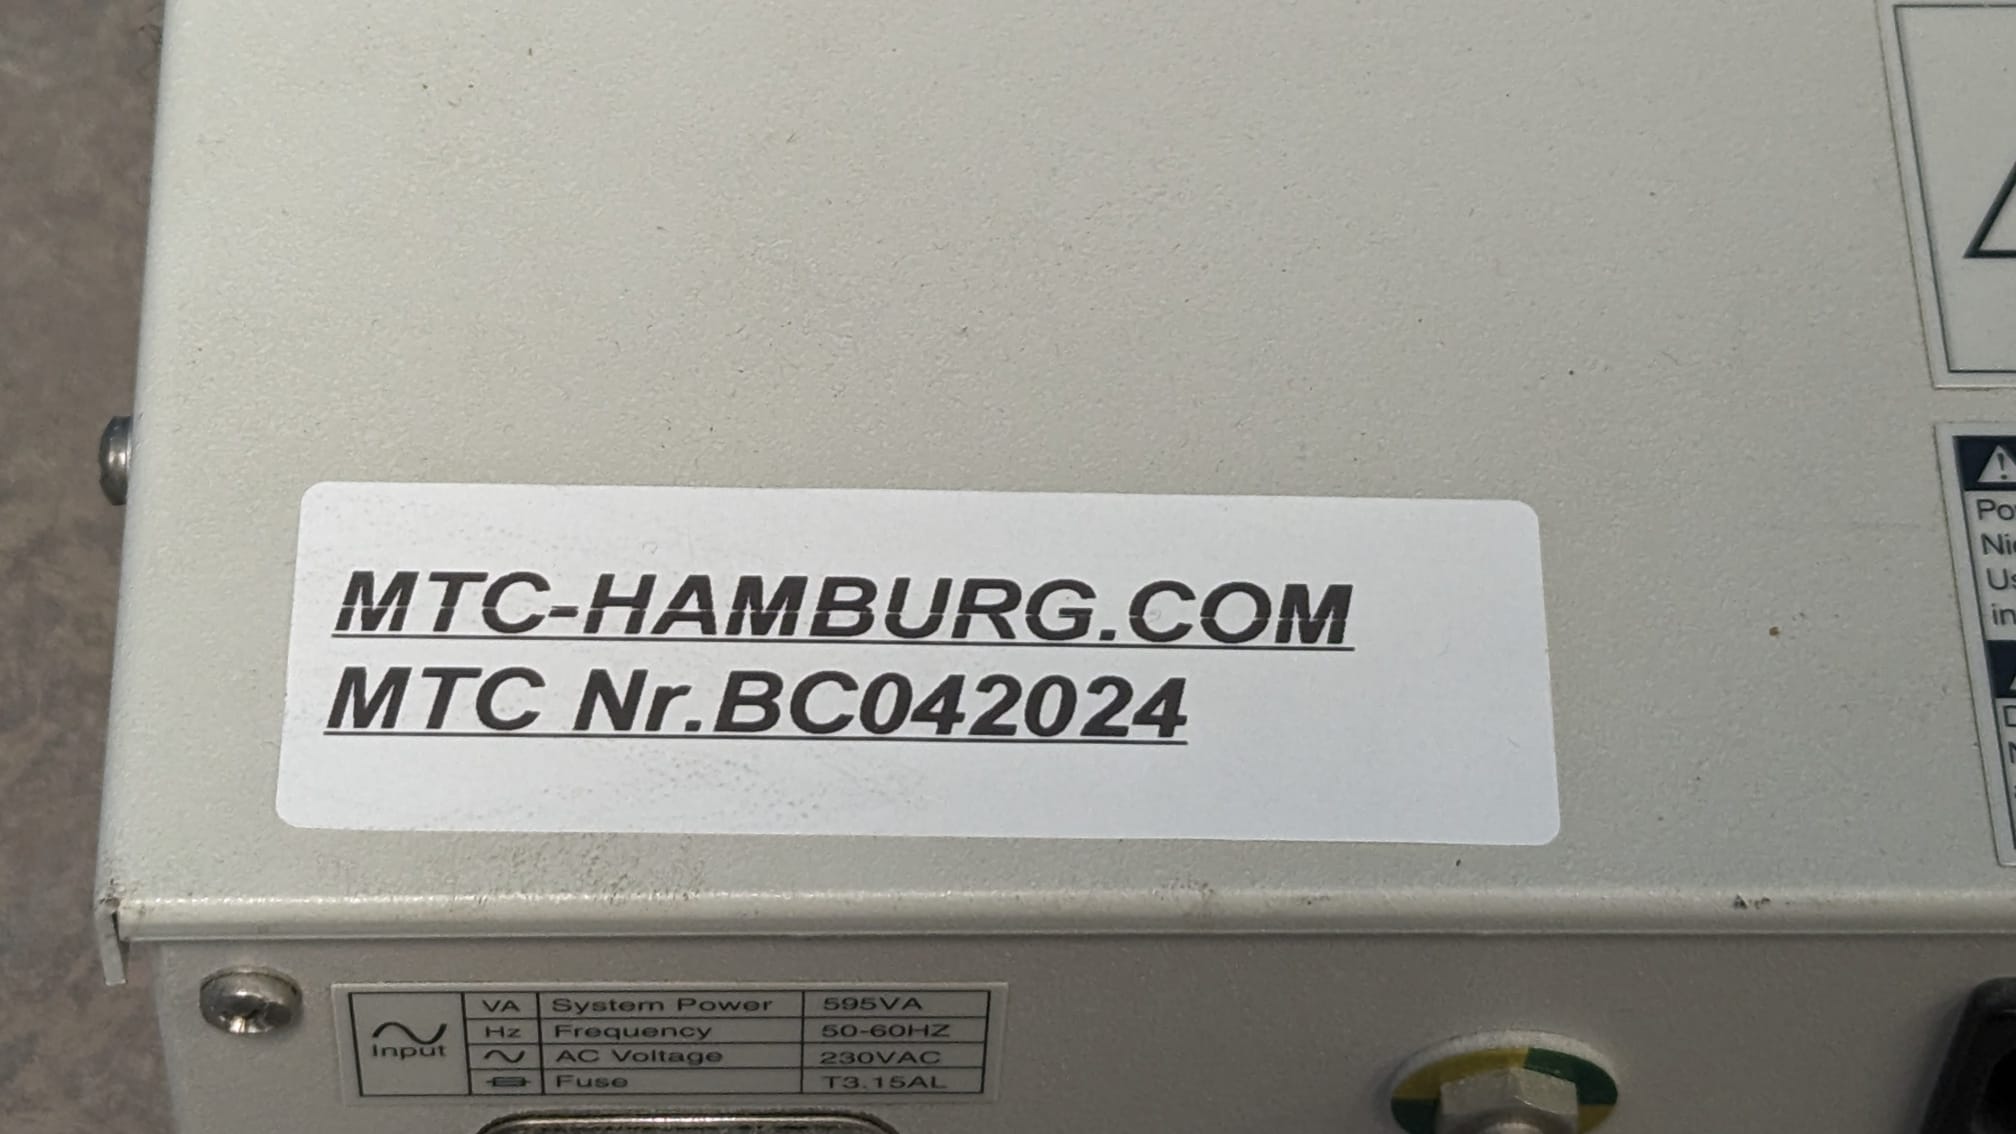 MTC-HAMBURG.COM
MTC Nr.BC042024
Input
VA System Power 595VA
Hz Frequency 50-60HZ
AC Voltage 230VAC
Fuse T3.15AL